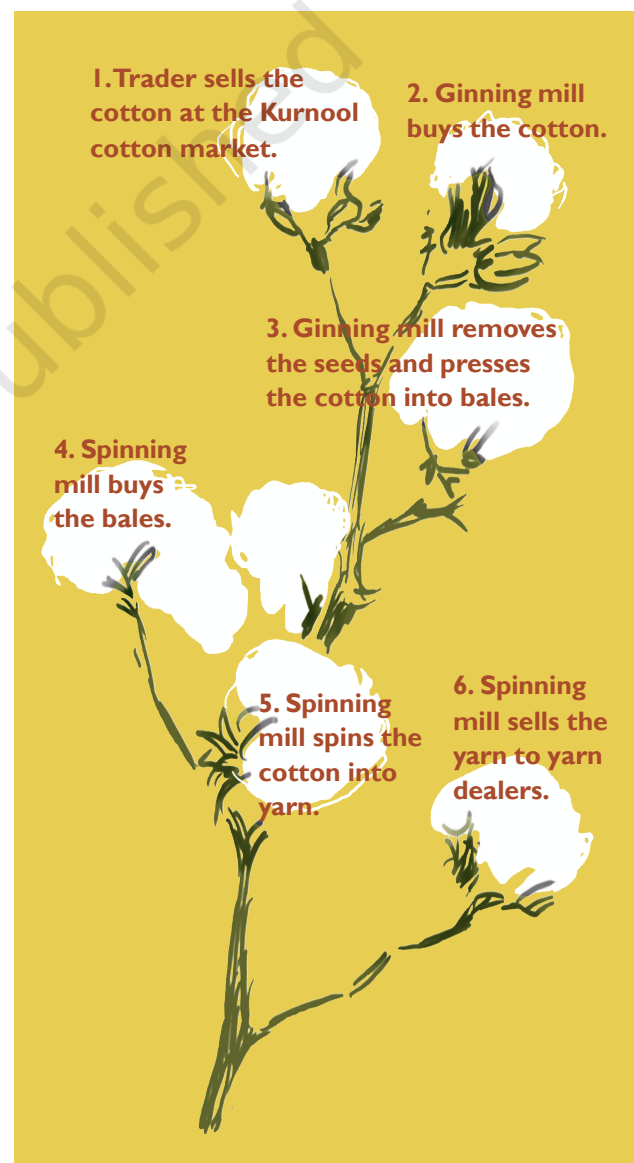 1. Trader sells the
cotton at the Kurnool
cotton market.
2. Ginning mill
buys the cotton.
3. Ginning mill removes
the seeds and presses
the cotton into bales.
4. Spinning
mill buys
the bales.
5. Spinning
mill spins the
cotton into
yarn.
6. Spinning
mill sells the
yarn to yarn
dealers.
ublished